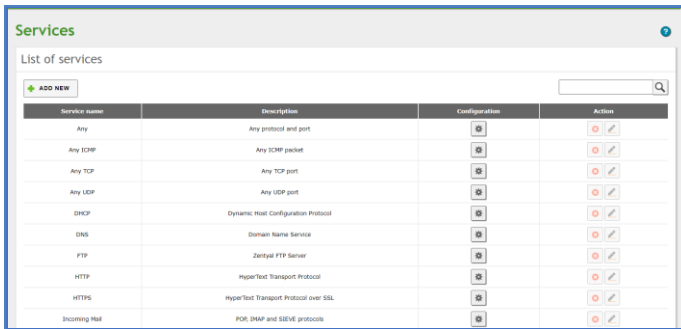 Services
?
List of services
+ ADD NEW
Service name Description Configuration Action
Any Any protocol and port
Any ICMP Any ICMP packet
Any TCP Any TCP port
Any UDP Any UDP port
DHCP Dynamic Host Configuration Protocol
DNS Domain Name Service
FTP Zentyal FTP Server
HTTP HyperText Transport Protocol
HTTPS HyperText Transport Protocol over SSL
Incoming Mail POP, IMAP and SIEVE protocols